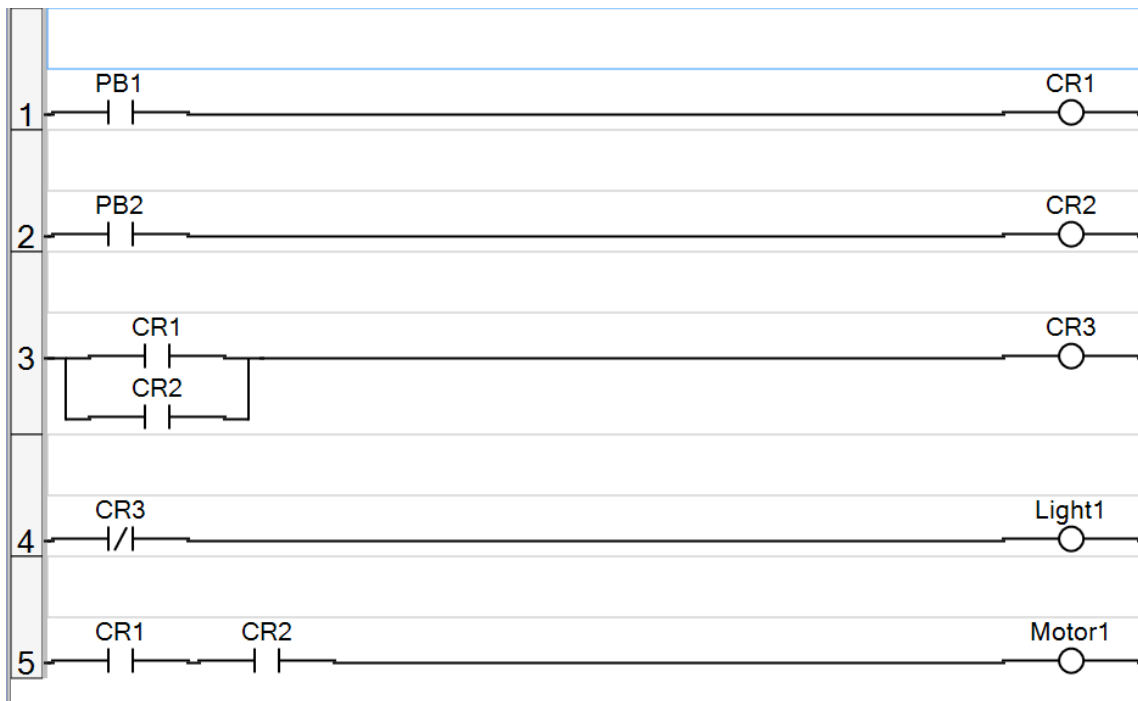 PB1 CR1
1
PB2 CR2
2
CR1 CR3
3
CR2
CR3 Light1
4
CR1 CR2 Motor1
5